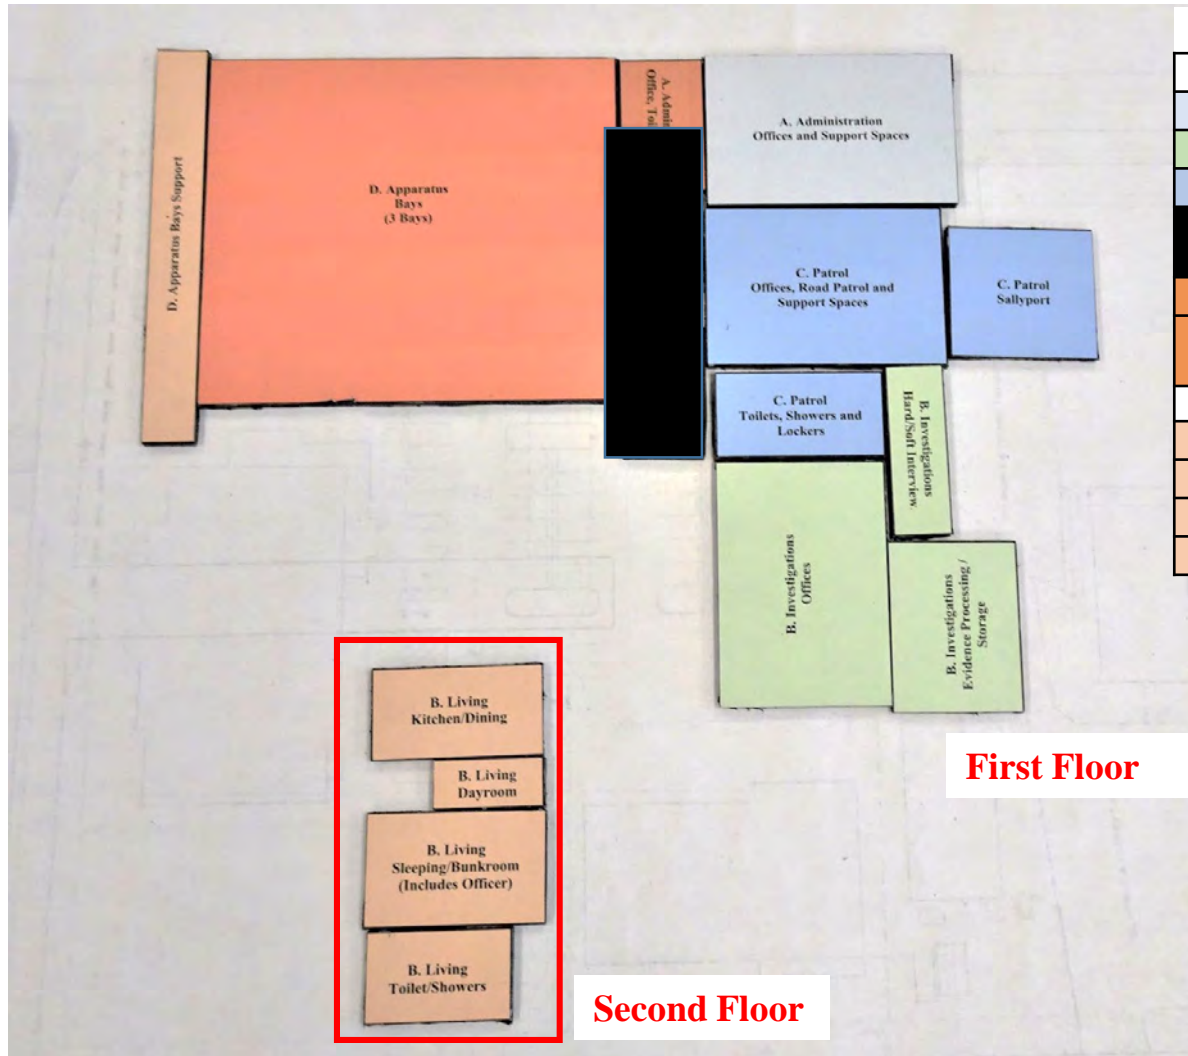 D. Apparatus Bays Support
D. Apparatus
Bays
(3 Bays)
A. Admin
Office, Toi
A. Administration
Offices and Support Spaces
C. Patrol
Offices, Road Patrol and
Support Spaces
C. Patrol
Sallyport
C. Patrol
Toilets, Showers and
Lockers
B. Investigations
Hard/Soft Interview
B. Investigations
Offices
B. Investigations
Evidence Processing /
Storage
First Floor
B. Living
Kitchen/Dining
B. Living
Dayroom
B. Living
Sleeping/Bunkroom
(Includes Officer)
B. Living
Toilet/Showers
Second Floor